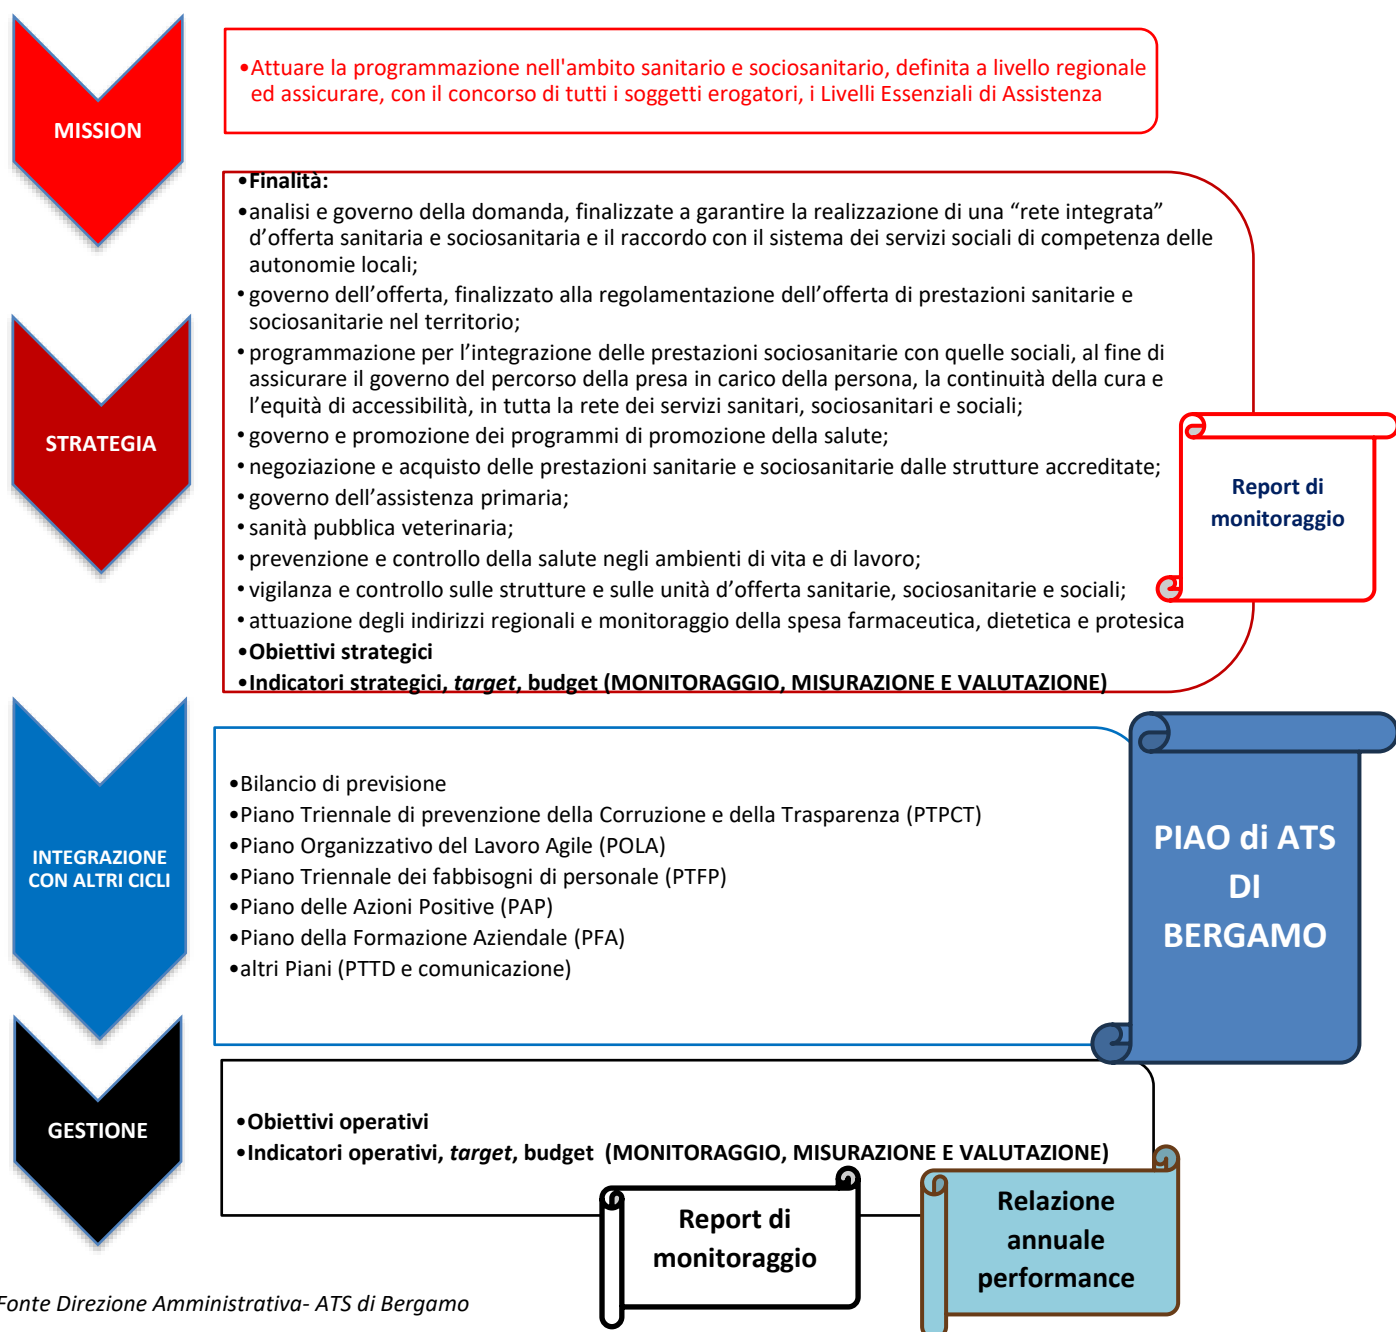 MISSION
•Attuare la programmazione nell'ambito sanitario e sociosanitario, definita a livello regionale
ed assicurare, con il concorso di tutti i soggetti erogatori, i Livelli Essenziali di Assistenza
STRATEGIA
•Finalità:
•analisi e governo della domanda, finalizzate a garantire la realizzazione di una “rete integrata”
d’offerta sanitaria e sociosanitaria e il raccordo con il sistema dei servizi sociali di competenza delle
autonomie locali;
•governo dell’offerta, finalizzato alla regolamentazione dell’offerta di prestazioni sanitarie e
sociosanitarie nel territorio;
•programmazione per l’integrazione delle prestazioni sociosanitarie con quelle sociali, al fine di
assicurare il governo del percorso della presa in carico della persona, la continuità della cura e
l’equità di accessibilità, in tutta la rete dei servizi sanitari, sociosanitari e sociali;
•governo e promozione dei programmi di promozione della salute;
•negoziazione e acquisto delle prestazioni sanitarie e sociosanitarie dalle strutture accreditate;
•governo dell’assistenza primaria;
•sanità pubblica veterinaria;
•prevenzione e controllo della salute negli ambienti di vita e di lavoro;
•vigilanza e controllo sulle strutture e sulle unità d’offerta sanitarie, sociosanitarie e sociali;
•attuazione degli indirizzi regionali e monitoraggio della spesa farmaceutica, dietetica e protesica
•Obiettivi strategici
•Indicatori strategici, target, budget (MONITORAGGIO, MISURAZIONE E VALUTAZIONE)
Report di
monitoraggio
INTEGRAZIONE
CON ALTRI CICLI
•Bilancio di previsione
•Piano Triennale di prevenzione della Corruzione e della Trasparenza (PTPCT)
•Piano Organizzativo del Lavoro Agile (POLA)
•Piano Triennale dei fabbisogni di personale (PTFP)
•Piano delle Azioni Positive (PAP)
•Piano della Formazione Aziendale (PFA)
•altri Piani (PTTD e comunicazione)
PIAO di ATS
DI
BERGAMO
GESTIONE
•Obiettivi operativi
•Indicatori operativi, target, budget (MONITORAGGIO, MISURAZIONE E VALUTAZIONE)
Report di
monitoraggio
Relazione
annuale
performance
Fonte Direzione Amministrativa- ATS di Bergamo